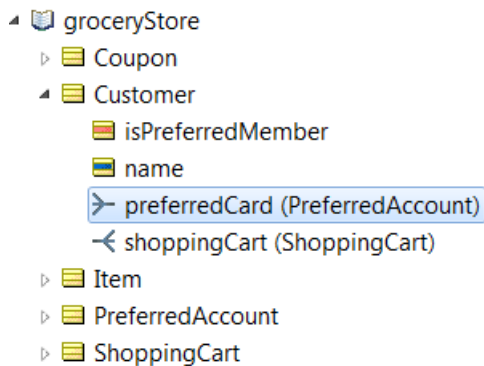 groceryStore
Coupon
Customer
isPreferredMember
name
preferredCard (PreferredAccount)
shoppingCart (ShoppingCart)
Item
PreferredAccount
ShoppingCart